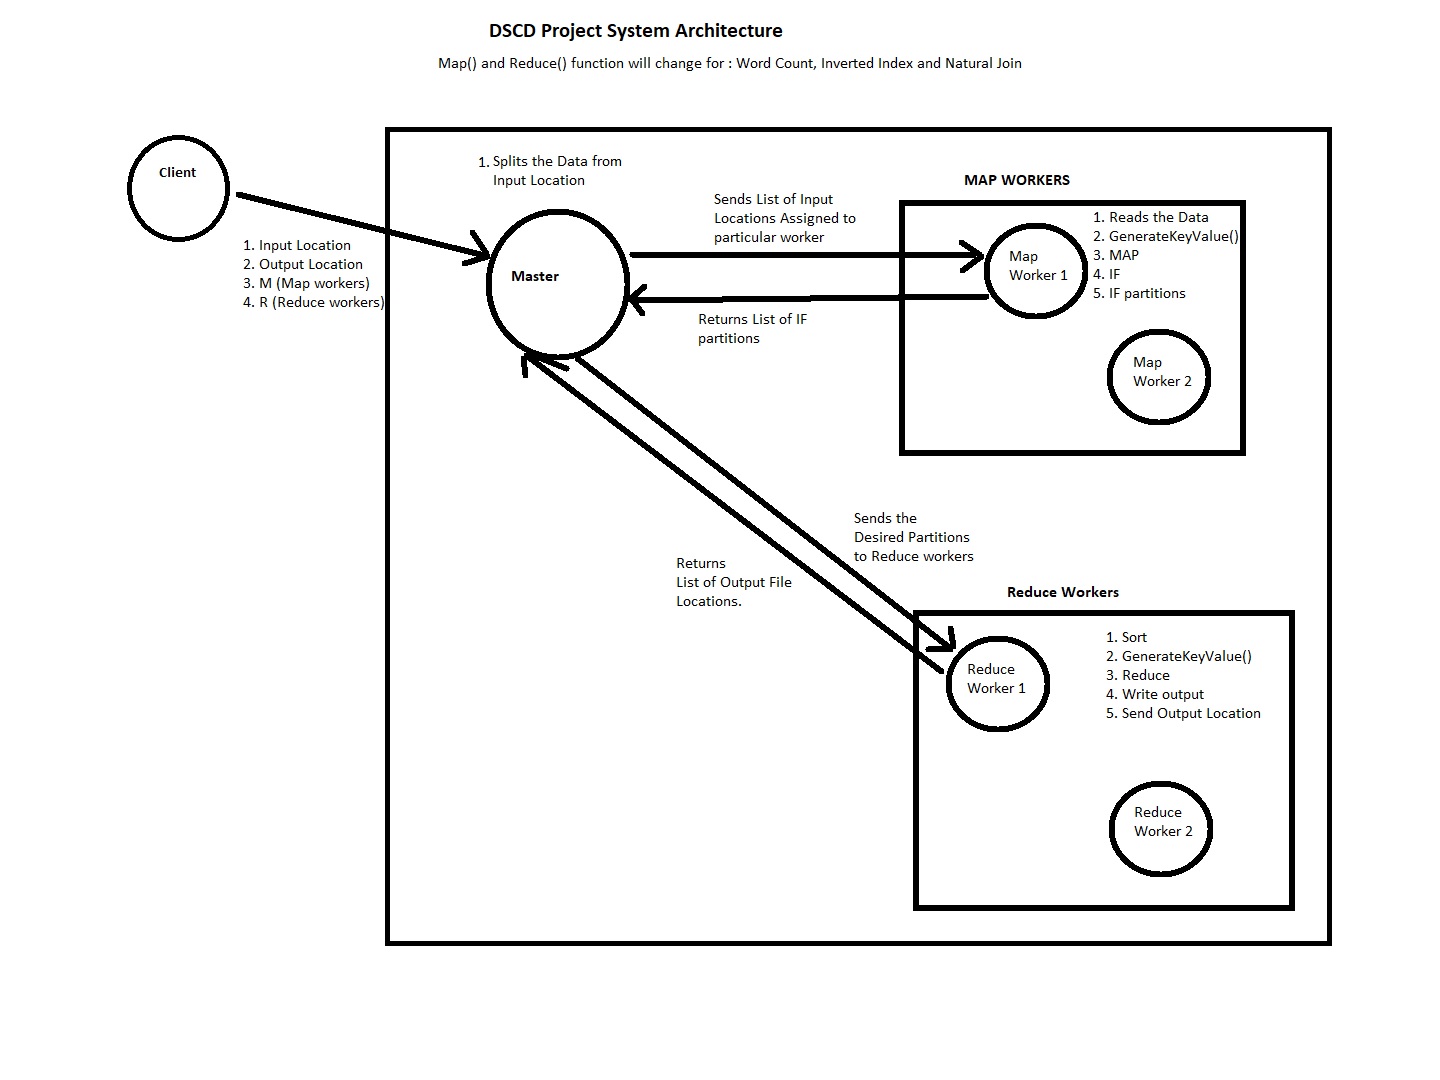 DSCD Project System Architecture
Map() and Reduce() function will change for : Word Count, Inverted Index and Natural Join
Client
1. Input Location
2. Output Location
3. M (Map workers)
4. R (Reduce workers)
1. Splits the Data from
Input Location
Master
Sends List of Input
Locations Assigned to
particular worker
Returns List of IF
partitions
MAP WORKERS
Map
Worker 1
1. Reads the Data
2. GenerateKeyValue()
3. MAP
4. IF
5. IF partitions
Map
Worker 2
Sends the
Desired Partitions
to Reduce workers
Returns
List of Output File
Locations.
Reduce Workers
Reduce
Worker 1
1. Sort
2. GenerateKeyValue()
3. Reduce
4. Write output
5. Send Output Location
Reduce
Worker 2